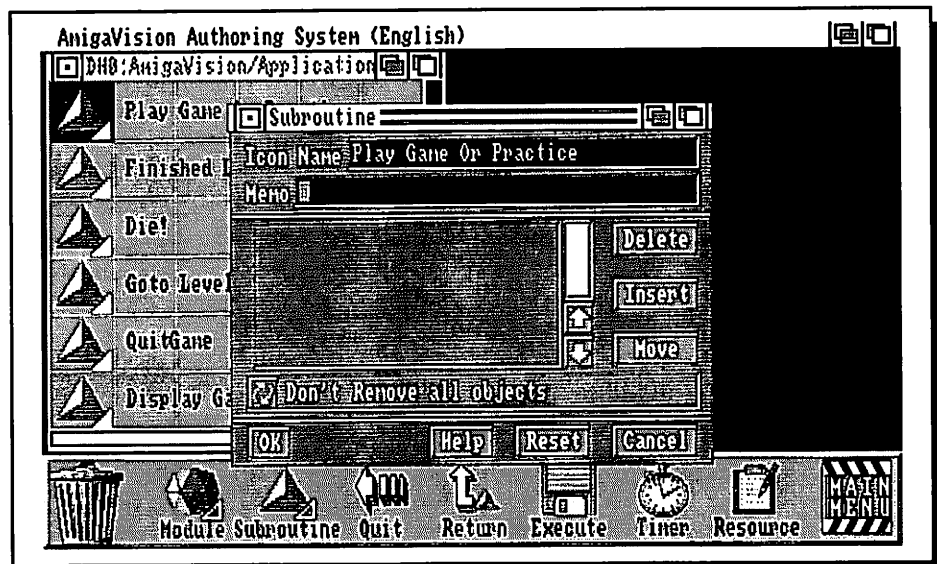 AmigaVision Authoring System (English)
DH0:AmigaVision/Application
Play Game
Subroutine
Icon Name Play Game Or Practice
Finished
Memo
Die!
Delete
Goto Level
Insert
QuitGame
Move
Display Ga
Don't Remove all objects
OK Help Reset Cancel
Module Subroutine Quit Return Execute Timer Resource MAIN MENU